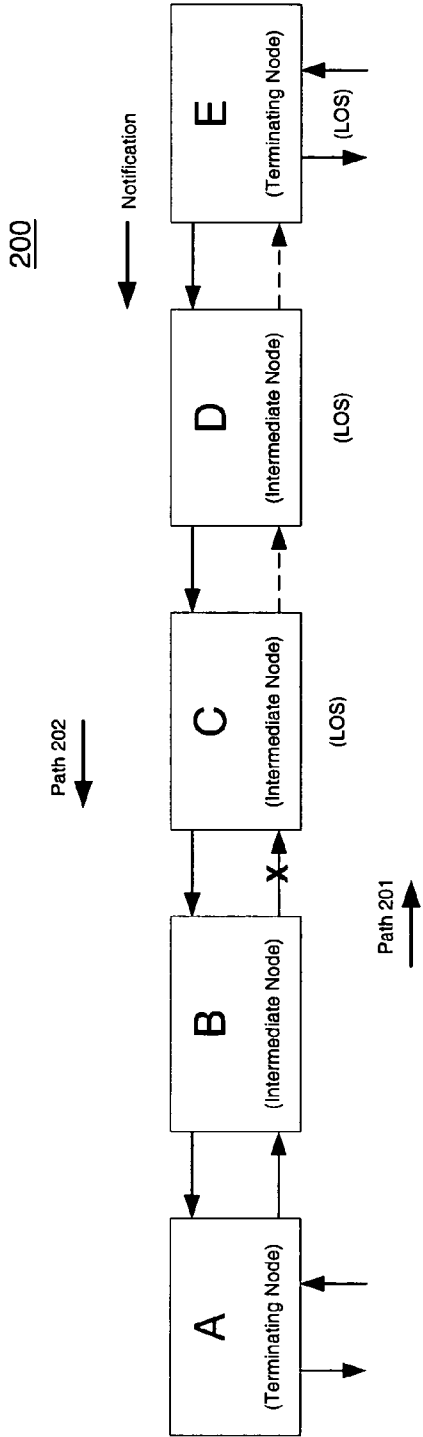 200
Notification
Path 202
A
(Terminating Node)
B
(Intermediate Node)
X
C
(Intermediate Node)
(LOS)
D
(Intermediate Node)
(LOS)
E
(Terminating Node)
(LOS)
Path 201